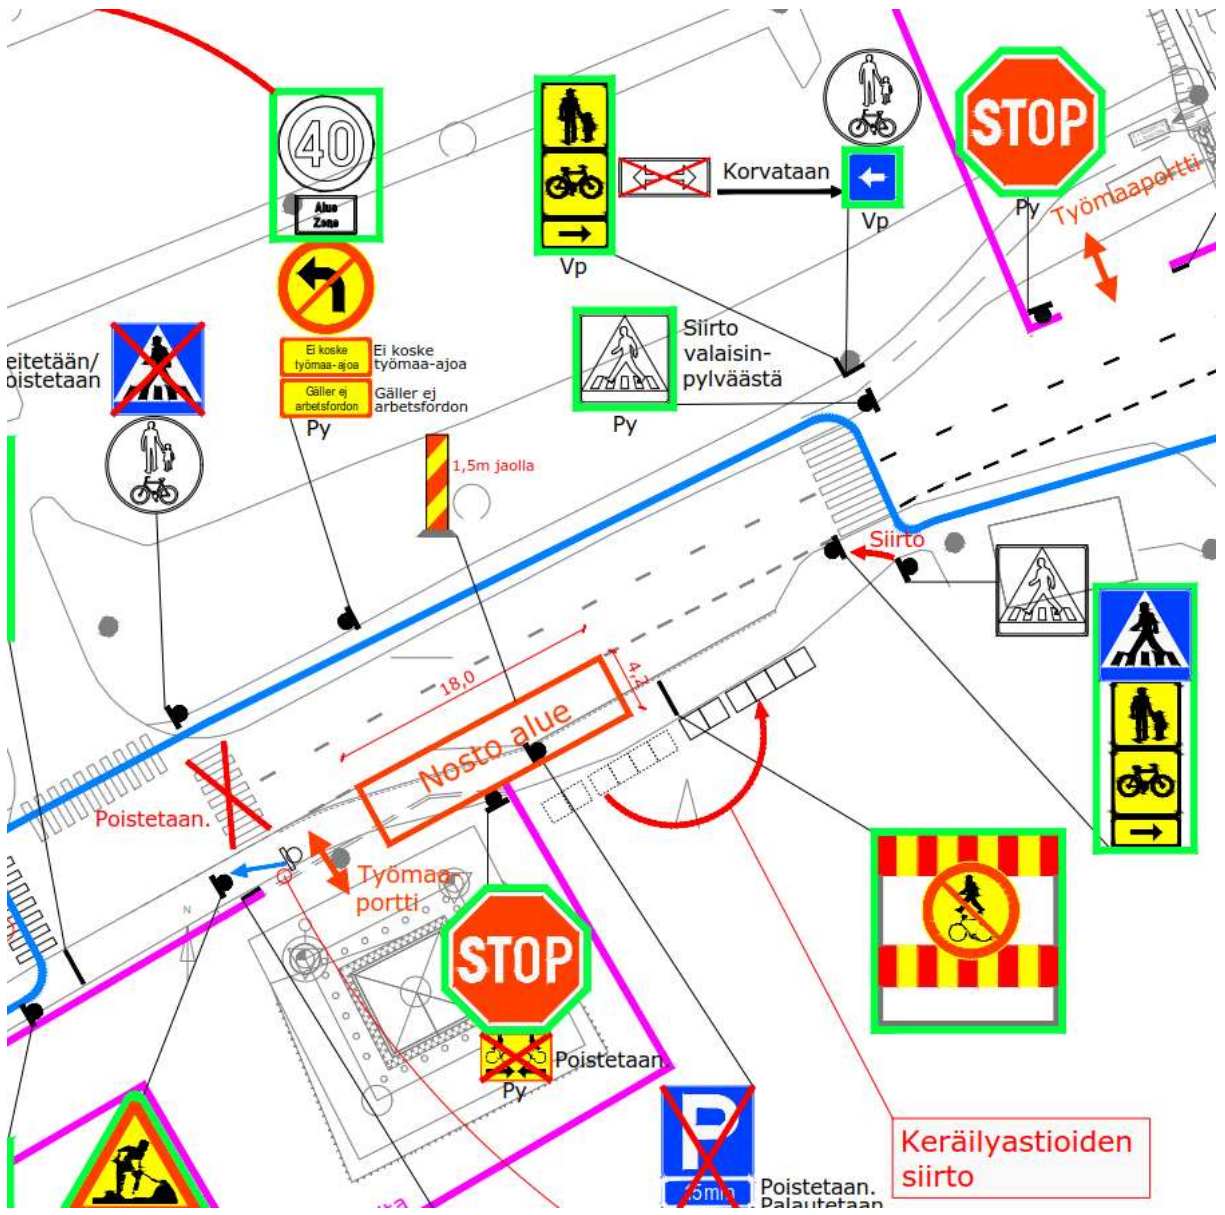 40
Alue
Zone
Ei koske
työmaa-ajoa
Ei koske
työmaa-ajoa
Gäller ej
arbetsfordon
Gäller ej
arbetsfordon
Py
eitetään/
oistetaan
1,5m jaolla
Vp
Korvataan
Vp
STOP
Py
Työmaaportti
Siirto
valaisin-
pylväästä
Py
Siirto
18,0
4,2
Nosto alue
Poistetaan.
Työmaa-
portti
N
STOP
Poistetaan.
Py
P
15min
Poistetaan.
Palautetaan
Keräilyastioiden
siirto